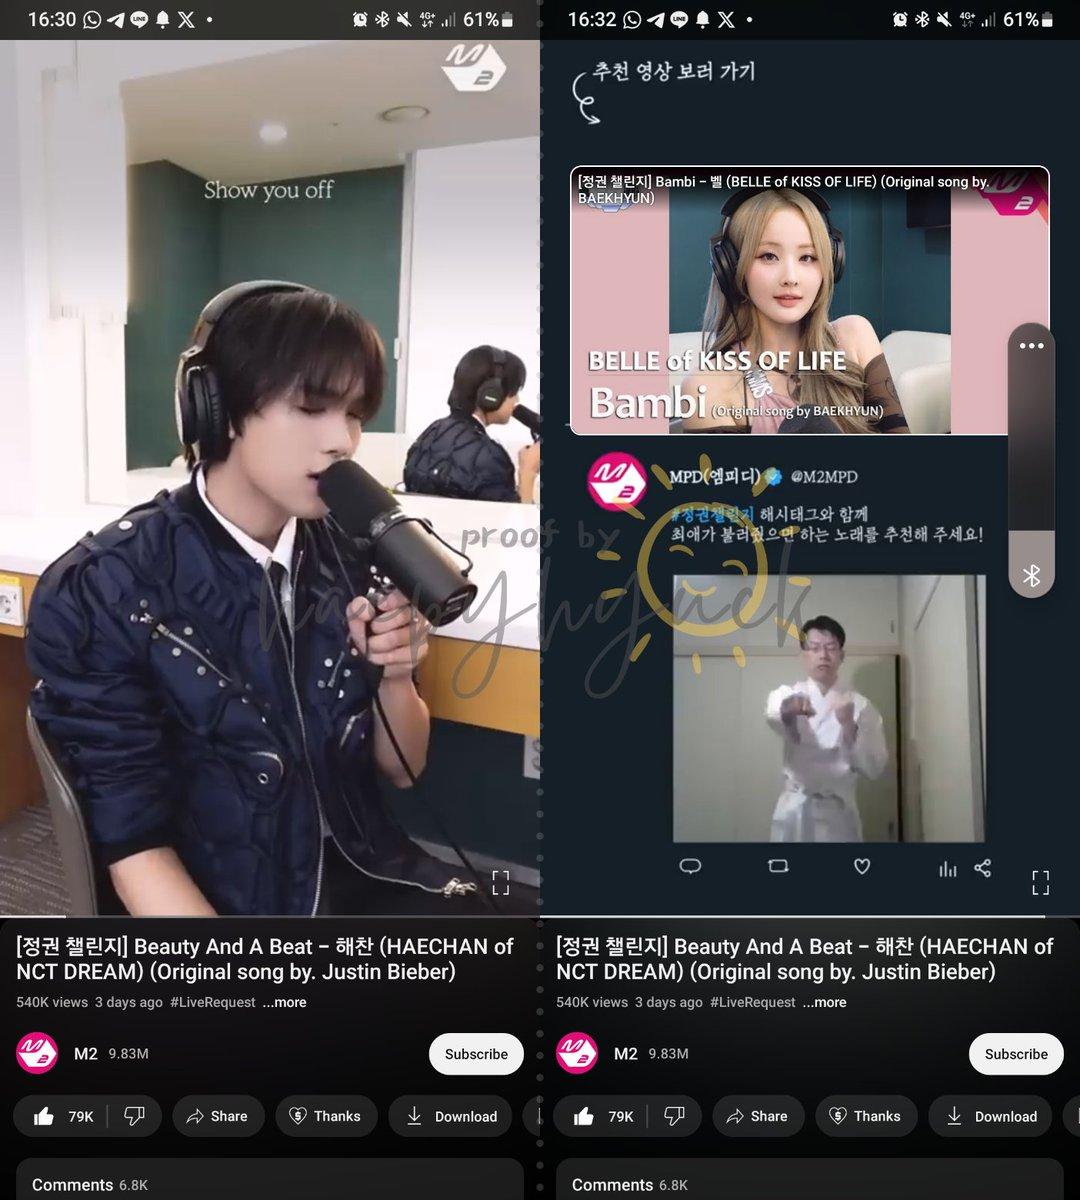 16:30
4G+
61%
M2
Show you off
[정권 챌린지] Beauty And A Beat – 해찬 (HAECHAN of
NCT DREAM) (Original song by. Justin Bieber)
540K views 3 days ago #LiveRequest ...more
M2 9.83M
Subscribe
79K
Share
Thanks
Download
Comments 6.8K
16:32
4G+
61%
추천 영상 보러 가기
[정권 챌린지] Bambi – 벨 (BELLE of KISS OF LIFE) (Original song by.
BAEKHYUN)
BELLE of KISS OF LIFE
Bambi (Original song by BAEKHYUN)
M2
MPD(엠피디) @M2MPD
#정권챌린지 해시태그와 함께
최애가 불러줬으면 하는 노래를 추천해 주세요!
proof by
haepyhyuck
[정권 챌린지] Beauty And A Beat – 해찬 (HAECHAN of
NCT DREAM) (Original song by. Justin Bieber)
540K views 3 days ago #LiveRequest ...more
M2 9.83M
Subscribe
79K
Share
Thanks
Download
Comments 6.8K